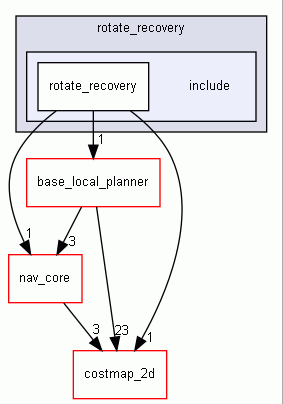 rotate_recovery
rotate_recovery
include
1
base_local_planner
1
3
nav_core
3
23
1
costmap_2d